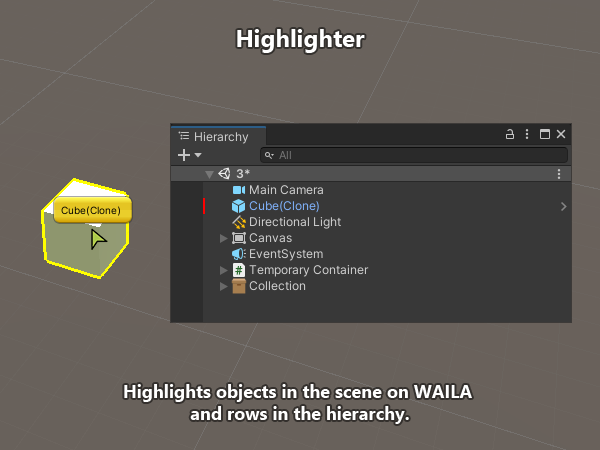 Highlighter
Hierarchy
All
3*
Main Camera
Cube(Clone)
Cube(Clone)
Directional Light
Canvas
EventSystem
Temporary Container
Collection
Highlights objects in the scene on WAILA
and rows in the hierarchy.